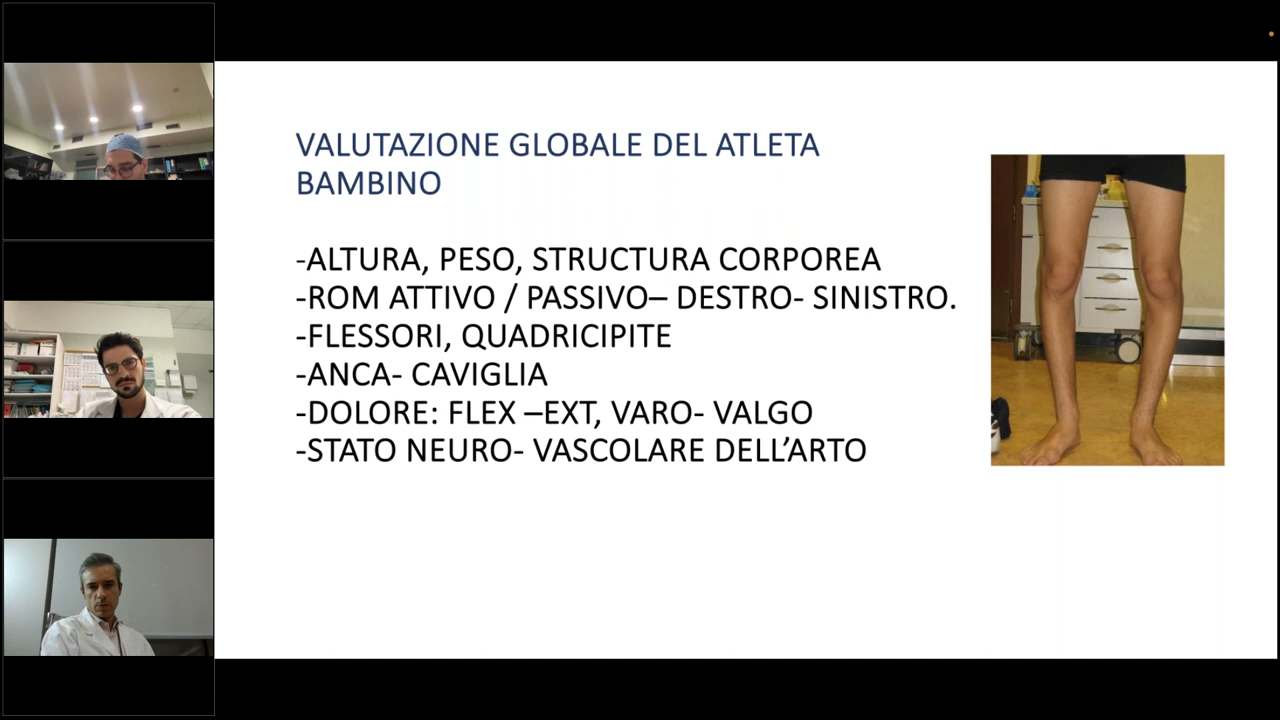 VALUTAZIONE GLOBALE DEL ATLETA
BAMBINO
-ALTURA, PESO, STRUCTURA CORPOREA
-ROM ATTIVO / PASSIVO– DESTRO- SINISTRO.
-FLESSORI, QUADRICIPITE
-ANCA- CAVIGLIA
-DOLORE: FLEX –EXT, VARO- VALGO
-STATO NEURO- VASCOLARE DELL’ARTO